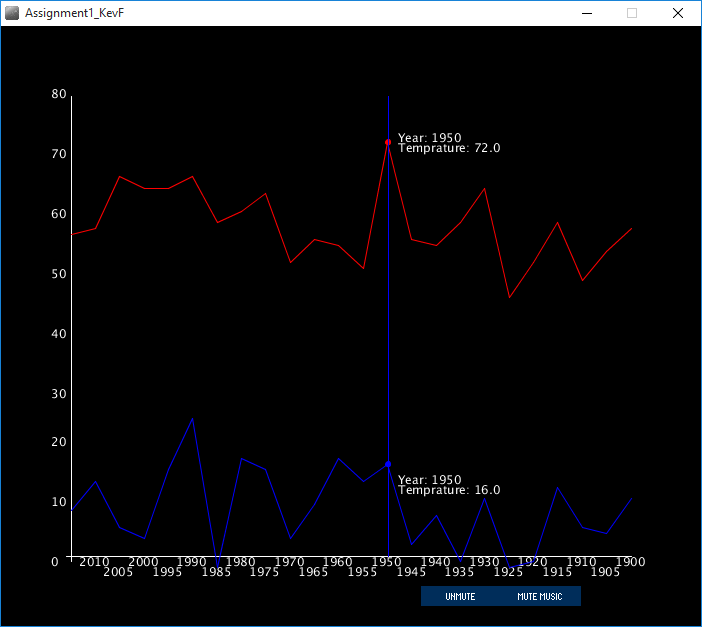 Assignment1_KevF
80
Year: 1950
Temprature: 72.0
70
60
50
40
30
20
Year: 1950
Temprature: 16.0
10
0 2010 2000 1990 1980 1970 1960 1950 1940 1930 1920 1910 1900
2005 1995 1985 1975 1965 1955 1945 1935 1925 1915 1905
UNMUTE MUTE MUSIC